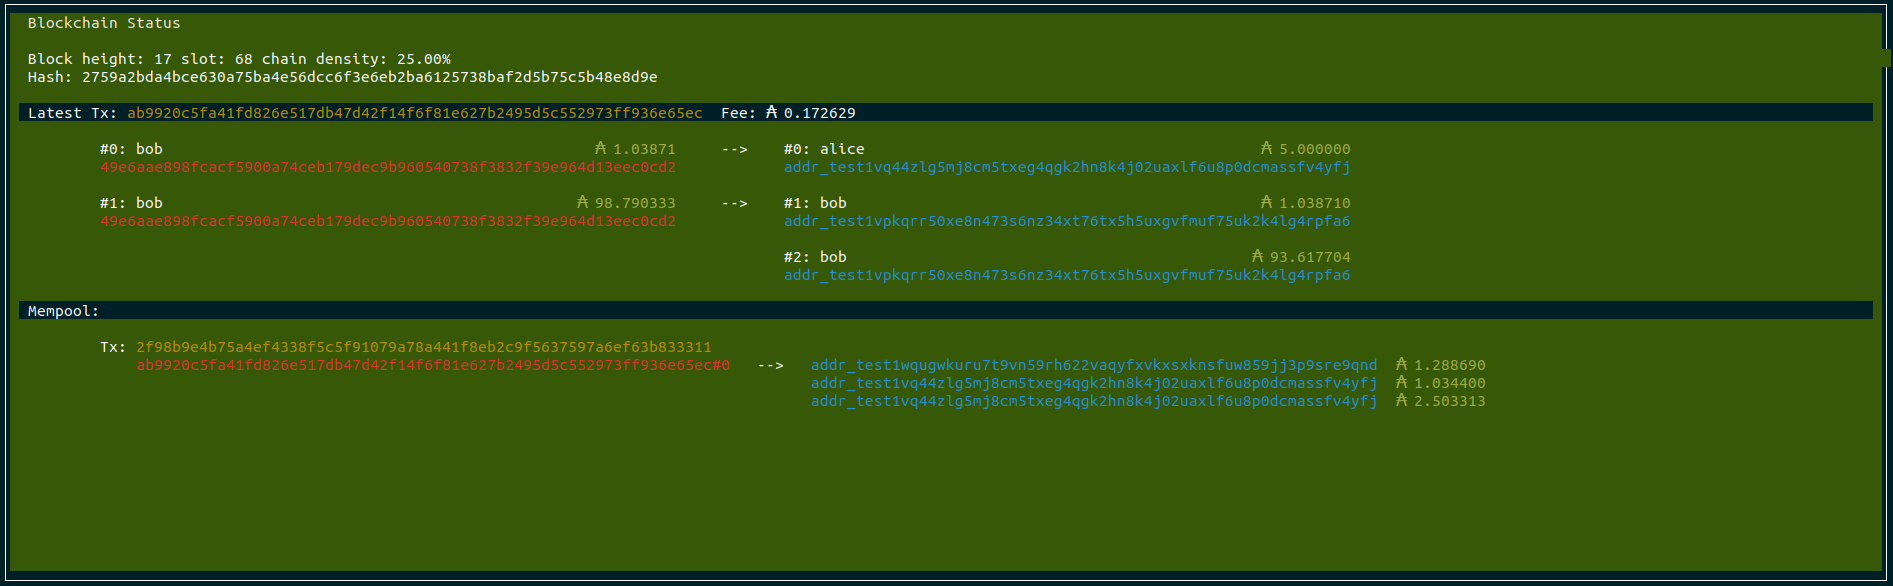 Blockchain Status
Block height: 17 slot: 68 chain density: 25.00%
Hash: 2759a2bda4bce630a75ba4e56dcc6f3e6eb2ba6125738baf2d5b75c5b48e8d9e
Latest Tx: ab9920c5fa41fd826e517db47d42f14f6f81e627b2495d5c552973ff936e65ec Fee: ₳ 0.172629
#0: bob ₳ 1.03871 --> #0: alice ₳ 5.000000
49e6aae898fcacf5900a74ceb179dec9b960540738f3832f39e964d13eec0cd2 addr_test1vq44zlg5mj8cm5txeg4qgk2hn8k4j02uaxlf6u8p0dcmassfv4yfj
#1: bob ₳ 98.790333 --> #1: bob ₳ 1.038710
49e6aae898fcacf5900a74ceb179dec9b960540738f3832f39e964d13eec0cd2 addr_test1vpkqrr50xe8n473s6nz34xt76tx5h5uxgvfmuf75uk2k4lg4rpfa6
#2: bob ₳ 93.617704
addr_test1vpkqrr50xe8n473s6nz34xt76tx5h5uxgvfmuf75uk2k4lg4rpfa6
Mempool:
Tx: 2f98b9e4b75a4ef4338f5c5f91079a78a441f8eb2c9f5637597a6ef63b833311
ab9920c5fa41fd826e517db47d42f14f6f81e627b2495d5c552973ff936e65ec#0 --> addr_test1wqugwkuru7t9vn59rh622vaqyfxvkxsxknsfuw859jj3p9sre9qnd ₳ 1.288690
addr_test1vq44zlg5mj8cm5txeg4qgk2hn8k4j02uaxlf6u8p0dcmassfv4yfj ₳ 1.034400
addr_test1vq44zlg5mj8cm5txeg4qgk2hn8k4j02uaxlf6u8p0dcmassfv4yfj ₳ 2.503313